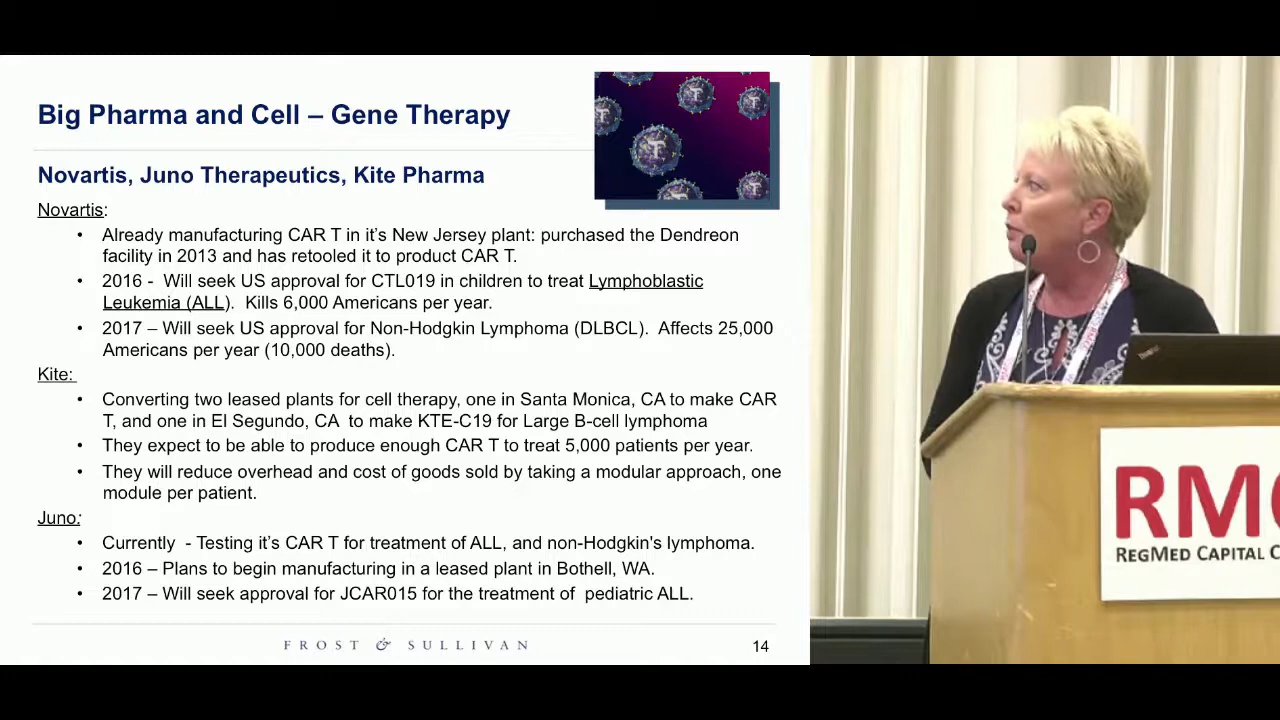 Big Pharma and Cell – Gene Therapy
Novartis, Juno Therapeutics, Kite Pharma
Novartis:
• Already manufacturing CAR T in it's New Jersey plant: purchased the Dendreon
facility in 2013 and has retooled it to product CAR T.
• 2016 - Will seek US approval for CTL019 in children to treat Lymphoblastic
Leukemia (ALL). Kills 6,000 Americans per year.
• 2017 – Will seek US approval for Non-Hodgkin Lymphoma (DLBCL). Affects 25,000
Americans per year (10,000 deaths).
Kite:
• Converting two leased plants for cell therapy, one in Santa Monica, CA to make CAR
T, and one in El Segundo, CA to make KTE-C19 for Large B-cell lymphoma
• They expect to be able to produce enough CAR T to treat 5,000 patients per year.
• They will reduce overhead and cost of goods sold by taking a modular approach, one
module per patient.
Juno:
• Currently - Testing it's CAR T for treatment of ALL, and non-Hodgkin's lymphoma.
• 2016 – Plans to begin manufacturing in a leased plant in Bothell, WA.
• 2017 – Will seek approval for JCAR015 for the treatment of pediatric ALL.
FROST & SULLIVAN
14
T
T
T
T
T
ThinkPad
RM
REGMED CAPITAL C